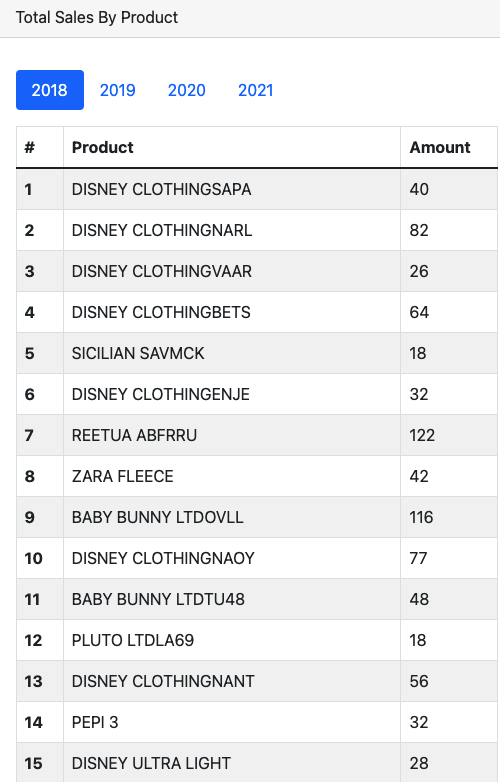 Total Sales By Product
2018 2019 2020 2021
# Product Amount
1 DISNEY CLOTHINGSAPA 40
2 DISNEY CLOTHINGNARL 82
3 DISNEY CLOTHINGVAAR 26
4 DISNEY CLOTHINGBETS 64
5 SICILIAN SAVMCK 18
6 DISNEY CLOTHINGENJE 32
7 REETUA ABFRRU 122
8 ZARA FLEECE 42
9 BABY BUNNY LTDOVLL 116
10 DISNEY CLOTHINGNAOY 77
11 BABY BUNNY LTDTU48 48
12 PLUTO LTDLA69 18
13 DISNEY CLOTHINGNANT 56
14 PEPI 3 32
15 DISNEY ULTRA LIGHT 28